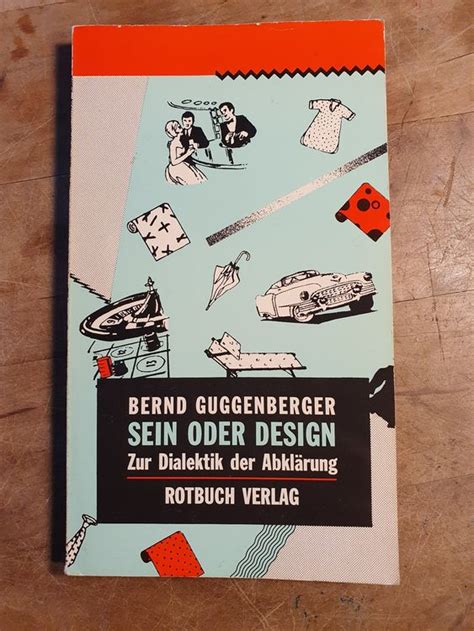 BERND GUGGENBERGER
SEIN ODER DESIGN
Zur Dialektik der Abklärung
ROTBUCH VERLAG